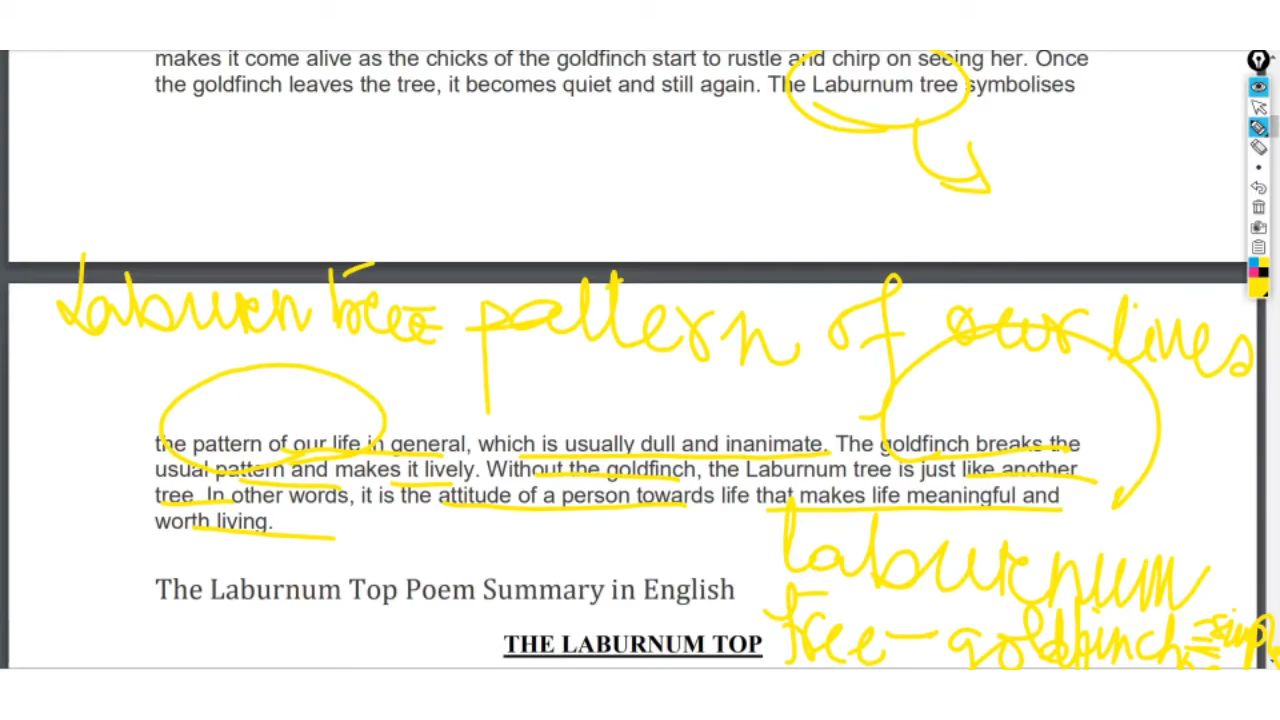 makes it come alive as the chicks of the goldfinch start to rustle and chirp on seeing her. Once
the goldfinch leaves the tree, it becomes quiet and still again. The Laburnum tree symbolises
Laburnum tree pattern of our lives
the pattern of our life in general, which is usually dull and inanimate. The goldfinch breaks the
usual pattern and makes it lively. Without the goldfinch, the Laburnum tree is just like another
tree. In other words, it is the attitude of a person towards life that makes life meaningful and
worth living.
laburnum
The Laburnum Top Poem Summary in English
tree - goldfinch
THE LABURNUM TOP